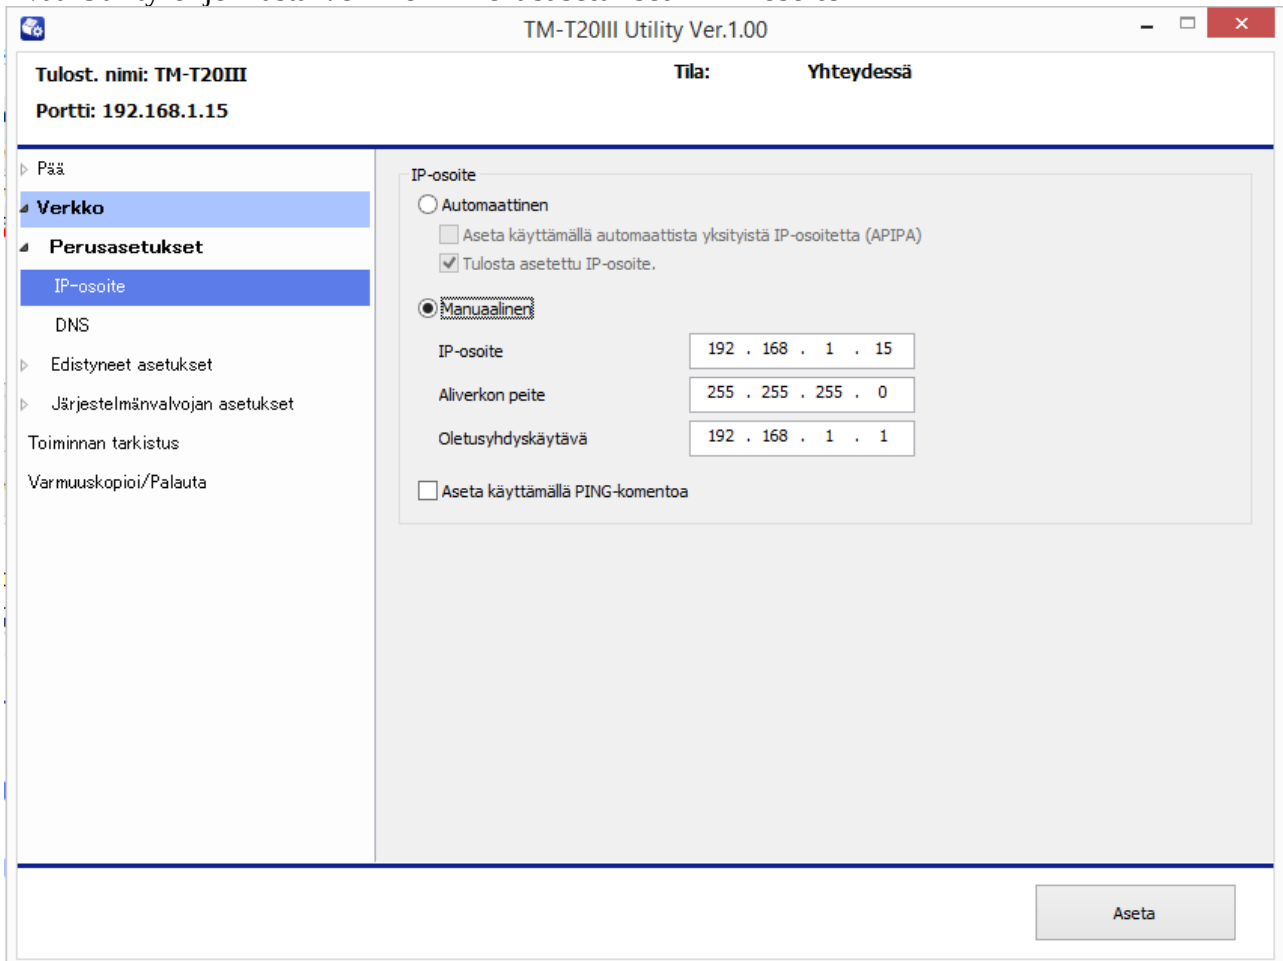 TM-T20III Utility Ver.1.00
Tulost. nimi: TM-T20III
Tila: Yhteydessä
Portti: 192.168.1.15
Pää
Verkko
Perusasetukset
IP-osoite
DNS
Edistyneet asetukset
Järjestelmänvalvojan asetukset
Toiminnan tarkistus
Varmuuskopioi/Palauta
IP-osoite
Automaattinen
Aseta käyttämällä automaattista yksityistä IP-osoitetta (APIPA)
Tulosta asetettu IP-osoite.
Manuaalinen
IP-osoite 192 . 168 . 1 . 15
Aliverkon peite 255 . 255 . 255 . 0
Oletusyhdyskäytävä 192 . 168 . 1 . 1
Aseta käyttämällä PING-komentoa
Aseta